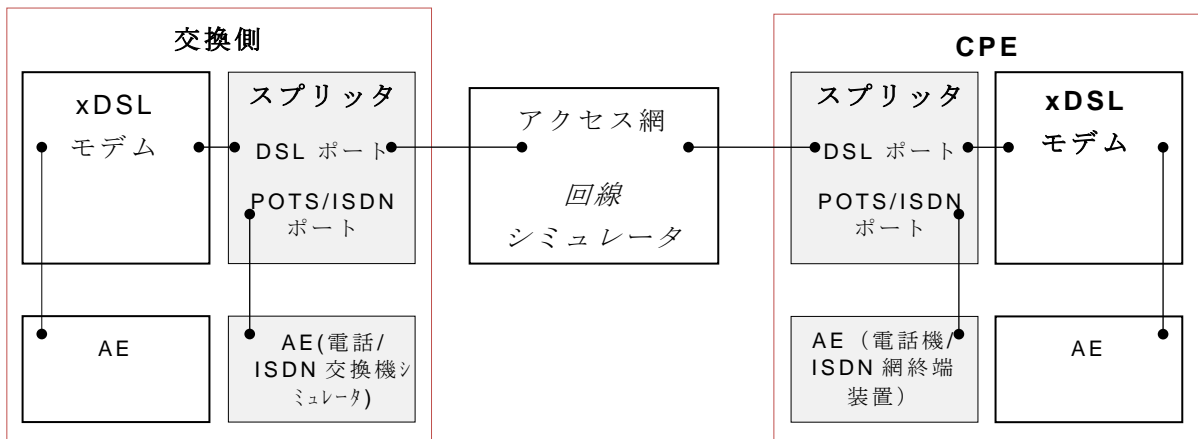 交換側
xDSL
モデム
スプリッタ
DSL ポート
POTS/ISDN
ポート
AE
AE(電話/
ISDN 交換機シ
ミュレータ)
アクセス網
回線
シミュレータ
CPE
スプリッタ
DSL ポート
POTS/ISDN
ポート
xDSL
モデム
AE（電話機/
ISDN 網終端
装置）
AE